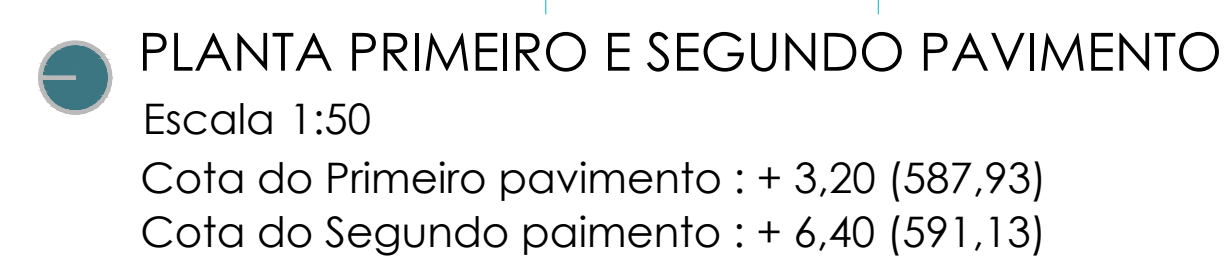 PLANTA PRIMEIRO E SEGUNDO PAVIMENTO
Escala 1:50
Cota do Primeiro pavimento : + 3,20 (587,93)
Cota do Segundo paimento : + 6,40 (591,13)